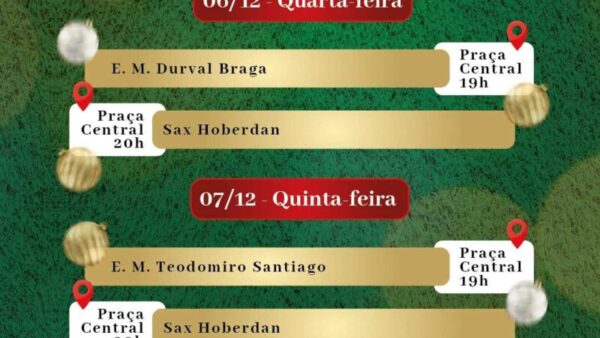 06/12 - Quarta-feira
E. M. Durval Braga
Praça
Central
19h
Praça
Central
20h
Sax Hoberdan
07/12 - Quinta-feira
E. M. Teodomiro Santiago
Praça
Central
19h
Praça
Central
Sax Hoberdan